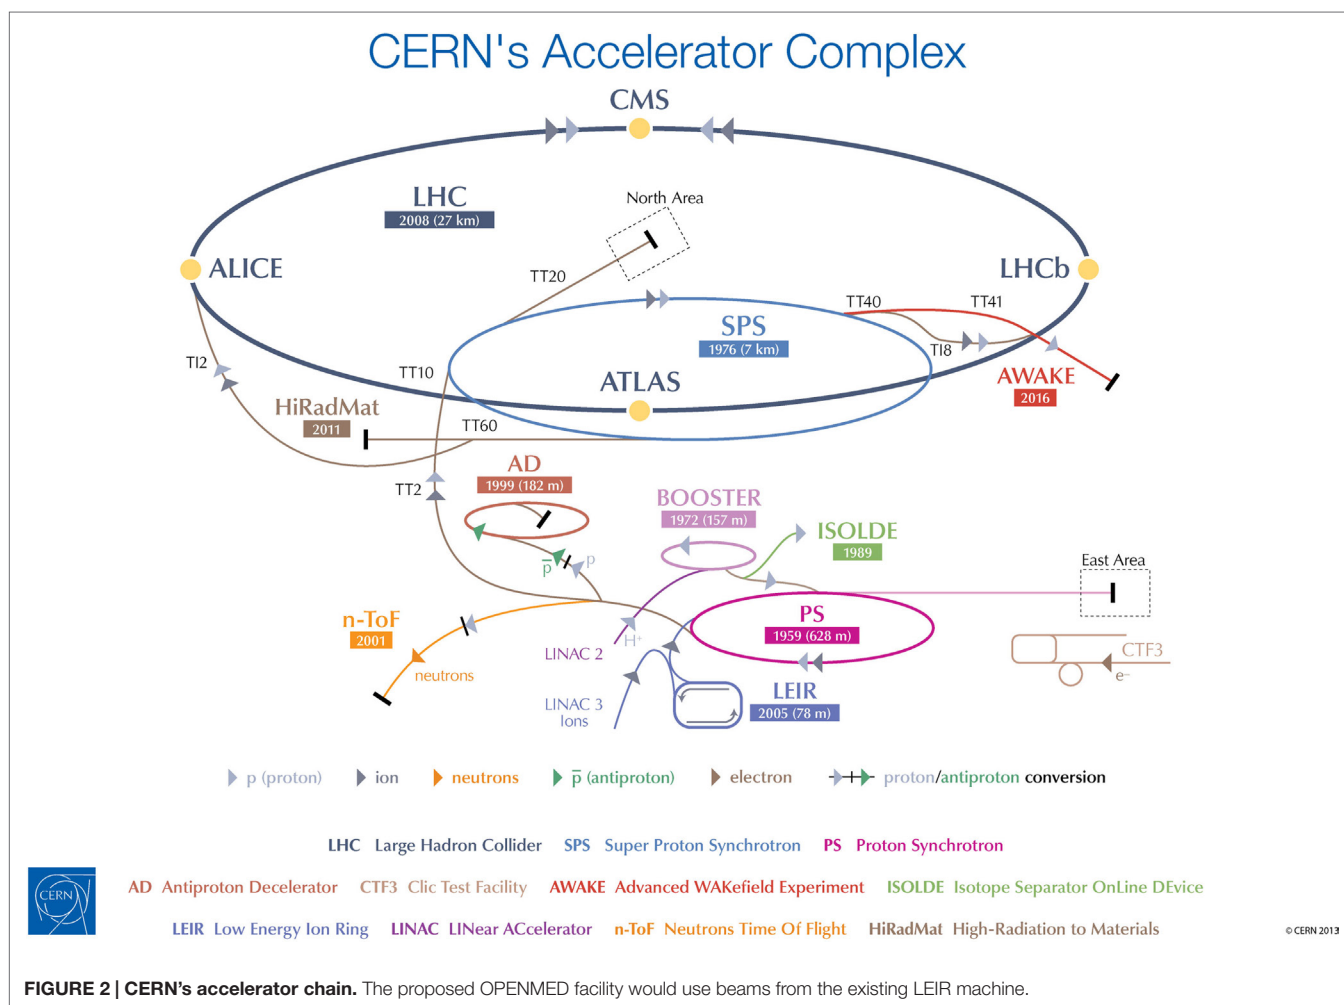 CERN's Accelerator Complex
CMS
LHC
2008 (27 km)
North Area
ALICE
LHCb
TT20
TT40
TT41
SPS
1976 (7 km)
TI8
TI2
TT10
ATLAS
AWAKE
2016
HiRadMat
2011
TT60
AD
1999 (182 m)
TT2
BOOSTER
1972 (157 m)
ISOLDE
1989
p̅
p
East Area
n-ToF
2001
PS
1959 (628 m)
H⁺
LINAC 2
neutrons
CTF3
e⁻
LINAC 3
Ions
LEIR
2005 (78 m)
p (proton) ion neutrons p̅ (antiproton) electron proton/antiproton conversion
LHC Large Hadron Collider SPS Super Proton Synchrotron PS Proton Synchrotron
AD Antiproton Decelerator CTF3 Clic Test Facility AWAKE Advanced WAKefield Experiment ISOLDE Isotope Separator OnLine DEvice
CERN
LEIR Low Energy Ion Ring LINAC LINear ACcelerator n-ToF Neutrons Time Of Flight HiRadMat High-Radiation to Materials
© CERN 2013
FIGURE 2 | CERN's accelerator chain. The proposed OPENMED facility would use beams from the existing LEIR machine.